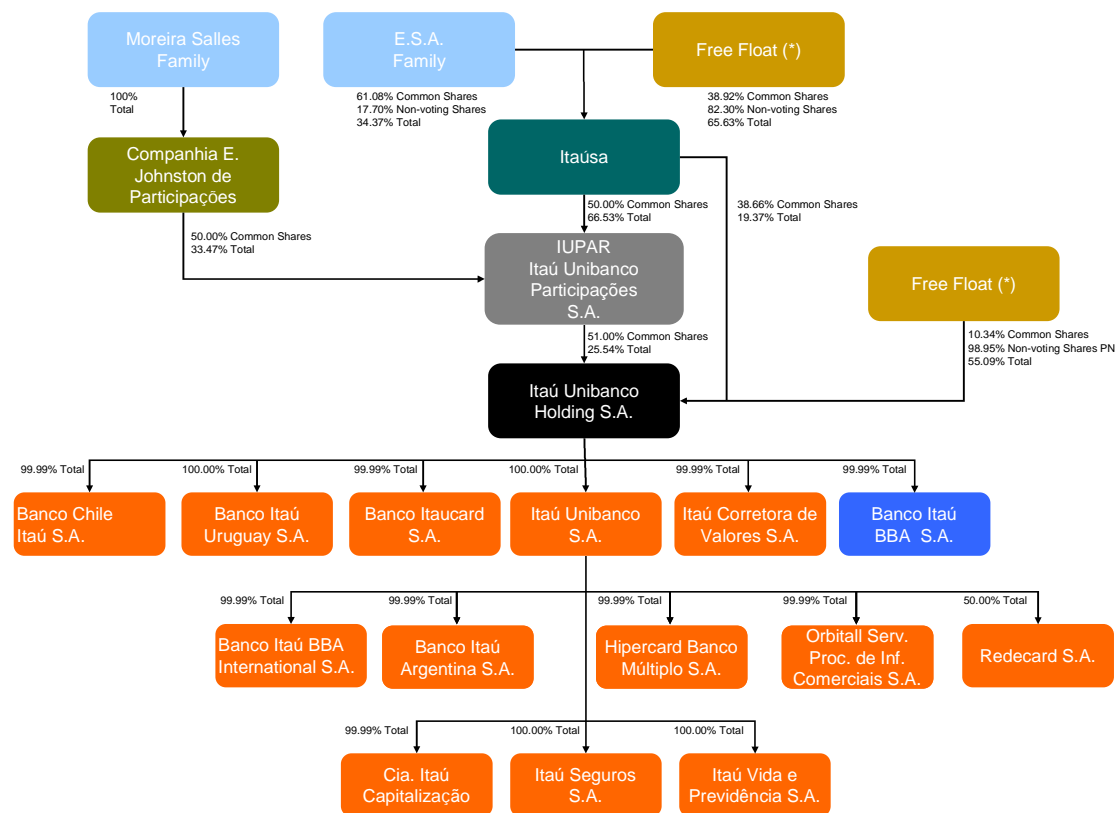 Moreira Salles
Family
E.S.A.
Family
Free Float (*)
100%
Total
61.08% Common Shares
17.70% Non-voting Shares
34.37% Total
38.92% Common Shares
82.30% Non-voting Shares
65.63% Total
Companhia E.
Johnston de
Participações
Itaúsa
50.00% Common Shares
66.53% Total
38.66% Common Shares
19.37% Total
50.00% Common Shares
33.47% Total
IUPAR
Itaú Unibanco
Participações
S.A.
Free Float (*)
51.00% Common Shares
25.54% Total
10.34% Common Shares
98.95% Non-voting Shares PN
55.09% Total
Itaú Unibanco
Holding S.A.
99.99% Total
100.00% Total
99.99% Total
100.00% Total
99.99% Total
99.99% Total
Banco Chile
Itaú S.A.
Banco Itaú
Uruguay S.A.
Banco Itaucard
S.A.
Itaú Unibanco
S.A.
Itaú Corretora de
Valores S.A.
Banco Itaú
BBA S.A.
99.99% Total
99.99% Total
99.99% Total
99.99% Total
50.00% Total
Banco Itaú BBA
International S.A.
Banco Itaú
Argentina S.A.
Hipercard Banco
Múltiplo S.A.
Orbitall Serv.
Proc. de Inf.
Comerciais S.A.
Redecard S.A.
99.99% Total
100.00% Total
100.00% Total
Cia. Itaú
Capitalização
Itaú Seguros
S.A.
Itaú Vida e
Previdência S.A.